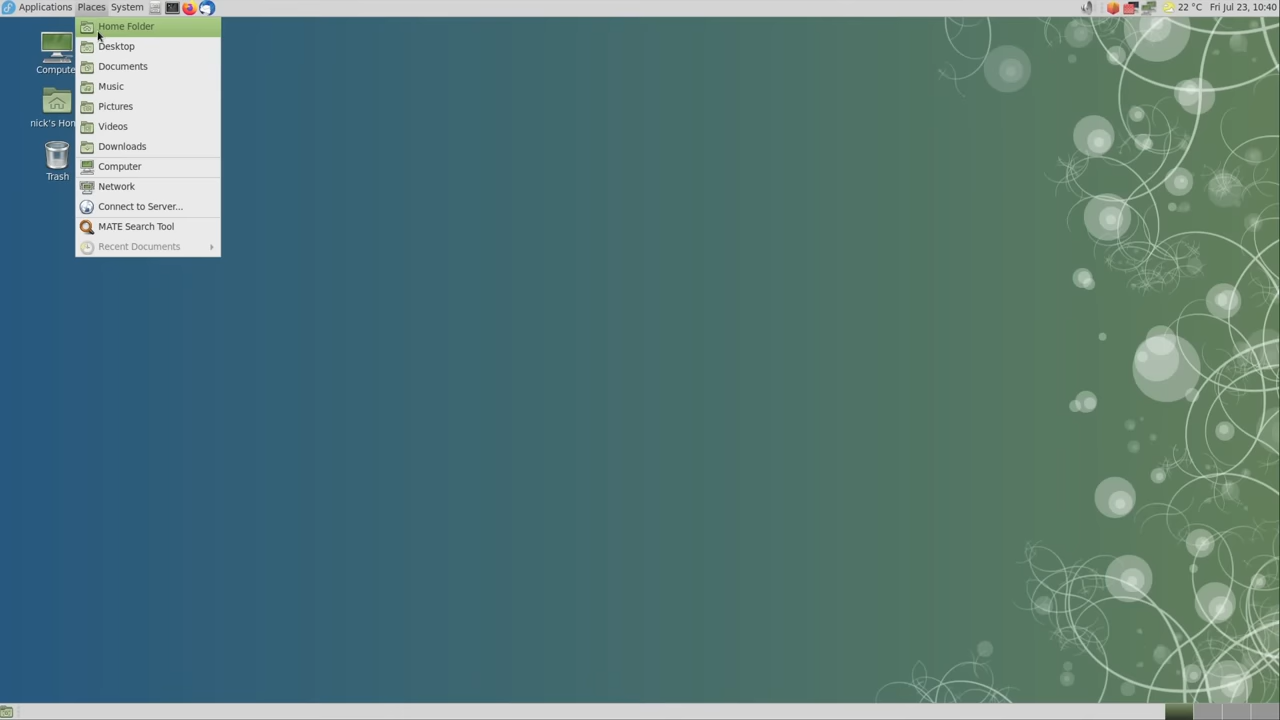 Applications Places System
22 °C Fri Jul 23, 10:40
Home Folder
Desktop
Documents
Music
Pictures
Videos
Downloads
Computer
Network
Connect to Server...
MATE Search Tool
Recent Documents
Compute
nick's Hom
Trash